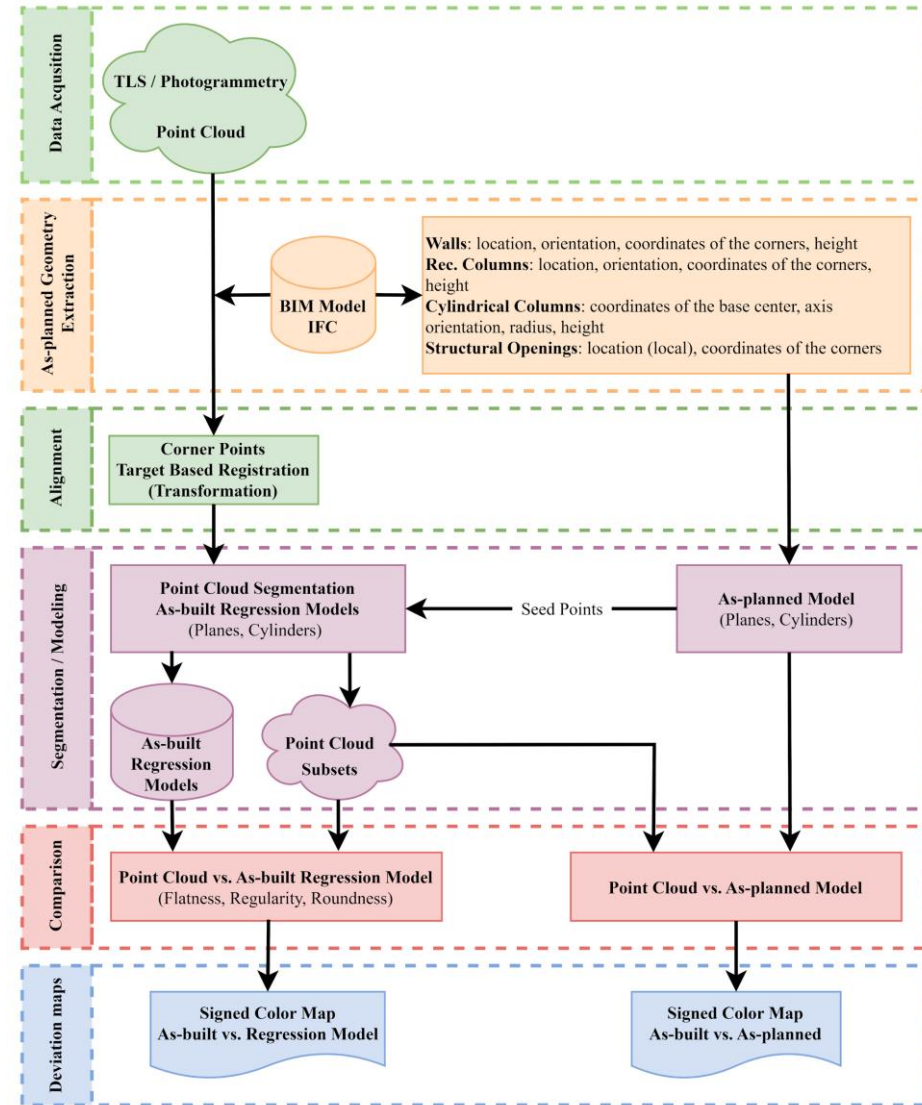 Data Acqusition
TLS / Photogrammetry
Point Cloud
As-planned Geometry
Extraction
BIM Model
IFC
Walls: location, orientation, coordinates of the corners, height
Rec. Columns: location, orientation, coordinates of the corners,
height
Cylindrical Columns: coordinates of the base center, axis
orientation, radius, height
Structural Openings: location (local), coordinates of the corners
Alignment
Corner Points
Target Based Registration
(Transformation)
Segmentation / Modeling
Point Cloud Segmentation
As-built Regression Models
(Planes, Cylinders)
Seed Points
As-planned Model
(Planes, Cylinders)
As-built
Regression
Models
Point Cloud
Subsets
Comparison
Point Cloud vs. As-built Regression Model
(Flatness, Regularity, Roundness)
Point Cloud vs. As-planned Model
Deviation maps
Signed Color Map
As-built vs. Regression Model
Signed Color Map
As-built vs. As-planned